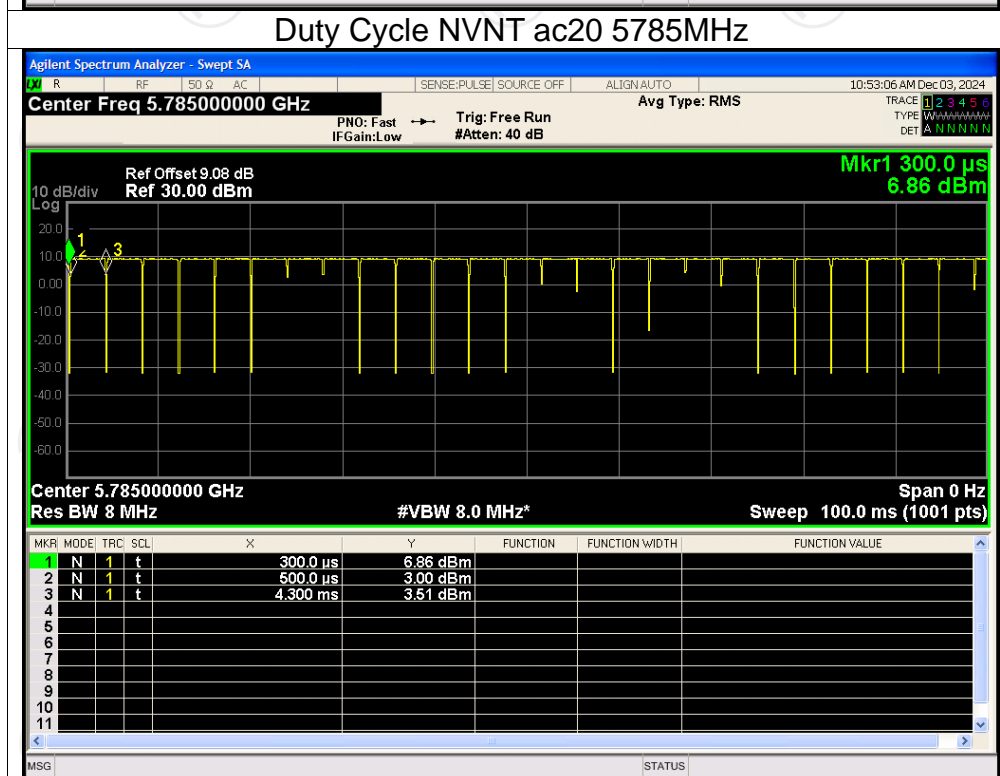 Duty Cycle NVNT ac20 5785MHz
Agilent Spectrum Analyzer - Swept SA
LXI R RF 50 Ω AC SENSE:PULSE SOURCE OFF ALIGN AUTO 10:53:06 AM Dec 03, 2024
Center Freq 5.785000000 GHz Avg Type: RMS TRACE 1 2 3 4 5 6
PNO: Fast Trig: Free Run TYPE WWWWWW
IFGain:Low #Atten: 40 dB DET A N N N N N
Mkr1 300.0 µs
Ref Offset 9.08 dB
10 dB/div Ref 30.00 dBm 6.86 dBm
Log
20.0
1
2 3
10.0
0.00
-10.0
-20.0
-30.0
-40.0
-50.0
-60.0
Center 5.785000000 GHz Span 0 Hz
Res BW 8 MHz #VBW 8.0 MHz* Sweep 100.0 ms (1001 pts)
MKR MODE TRC SCL X Y FUNCTION FUNCTION WIDTH FUNCTION VALUE
1 N 1 t 300.0 µs 6.86 dBm
2 N 1 t 500.0 µs 3.00 dBm
3 N 1 t 4.300 ms 3.51 dBm
4
5
6
7
8
9
10
11
MSG STATUS